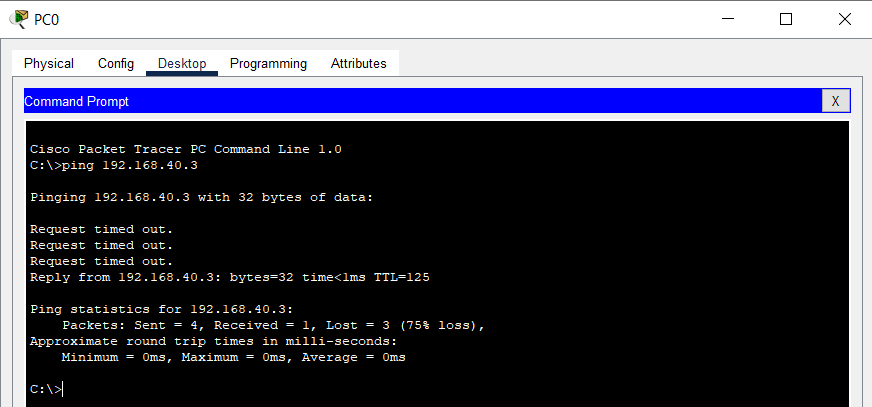 PC0
Physical Config Desktop Programming Attributes
Command Prompt X
Cisco Packet Tracer PC Command Line 1.0
C:\>ping 192.168.40.3
Pinging 192.168.40.3 with 32 bytes of data:
Request timed out.
Request timed out.
Request timed out.
Reply from 192.168.40.3: bytes=32 time<1ms TTL=125
Ping statistics for 192.168.40.3:
Packets: Sent = 4, Received = 1, Lost = 3 (75% loss),
Approximate round trip times in milli-seconds:
Minimum = 0ms, Maximum = 0ms, Average = 0ms
C:\>